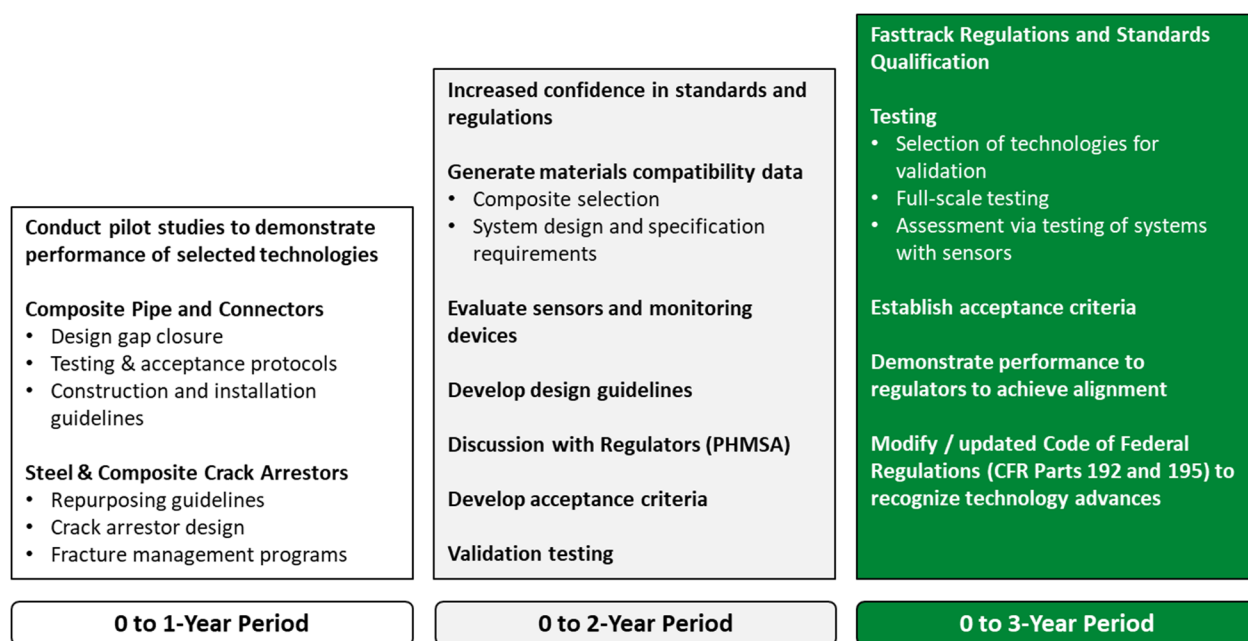 Conduct pilot studies to demonstrate
performance of selected technologies
Composite Pipe and Connectors
• Design gap closure
• Testing & acceptance protocols
• Construction and installation
guidelines
Steel & Composite Crack Arrestors
• Repurposing guidelines
• Crack arrestor design
• Fracture management programs
0 to 1-Year Period
Increased confidence in standards and
regulations
Generate materials compatibility data
• Composite selection
• System design and specification
requirements
Evaluate sensors and monitoring
devices
Develop design guidelines
Discussion with Regulators (PHMSA)
Develop acceptance criteria
Validation testing
0 to 2-Year Period
Fasttrack Regulations and Standards
Qualification
Testing
• Selection of technologies for
validation
• Full-scale testing
• Assessment via testing of systems
with sensors
Establish acceptance criteria
Demonstrate performance to
regulators to achieve alignment
Modify / updated Code of Federal
Regulations (CFR Parts 192 and 195) to
recognize technology advances
0 to 3-Year Period